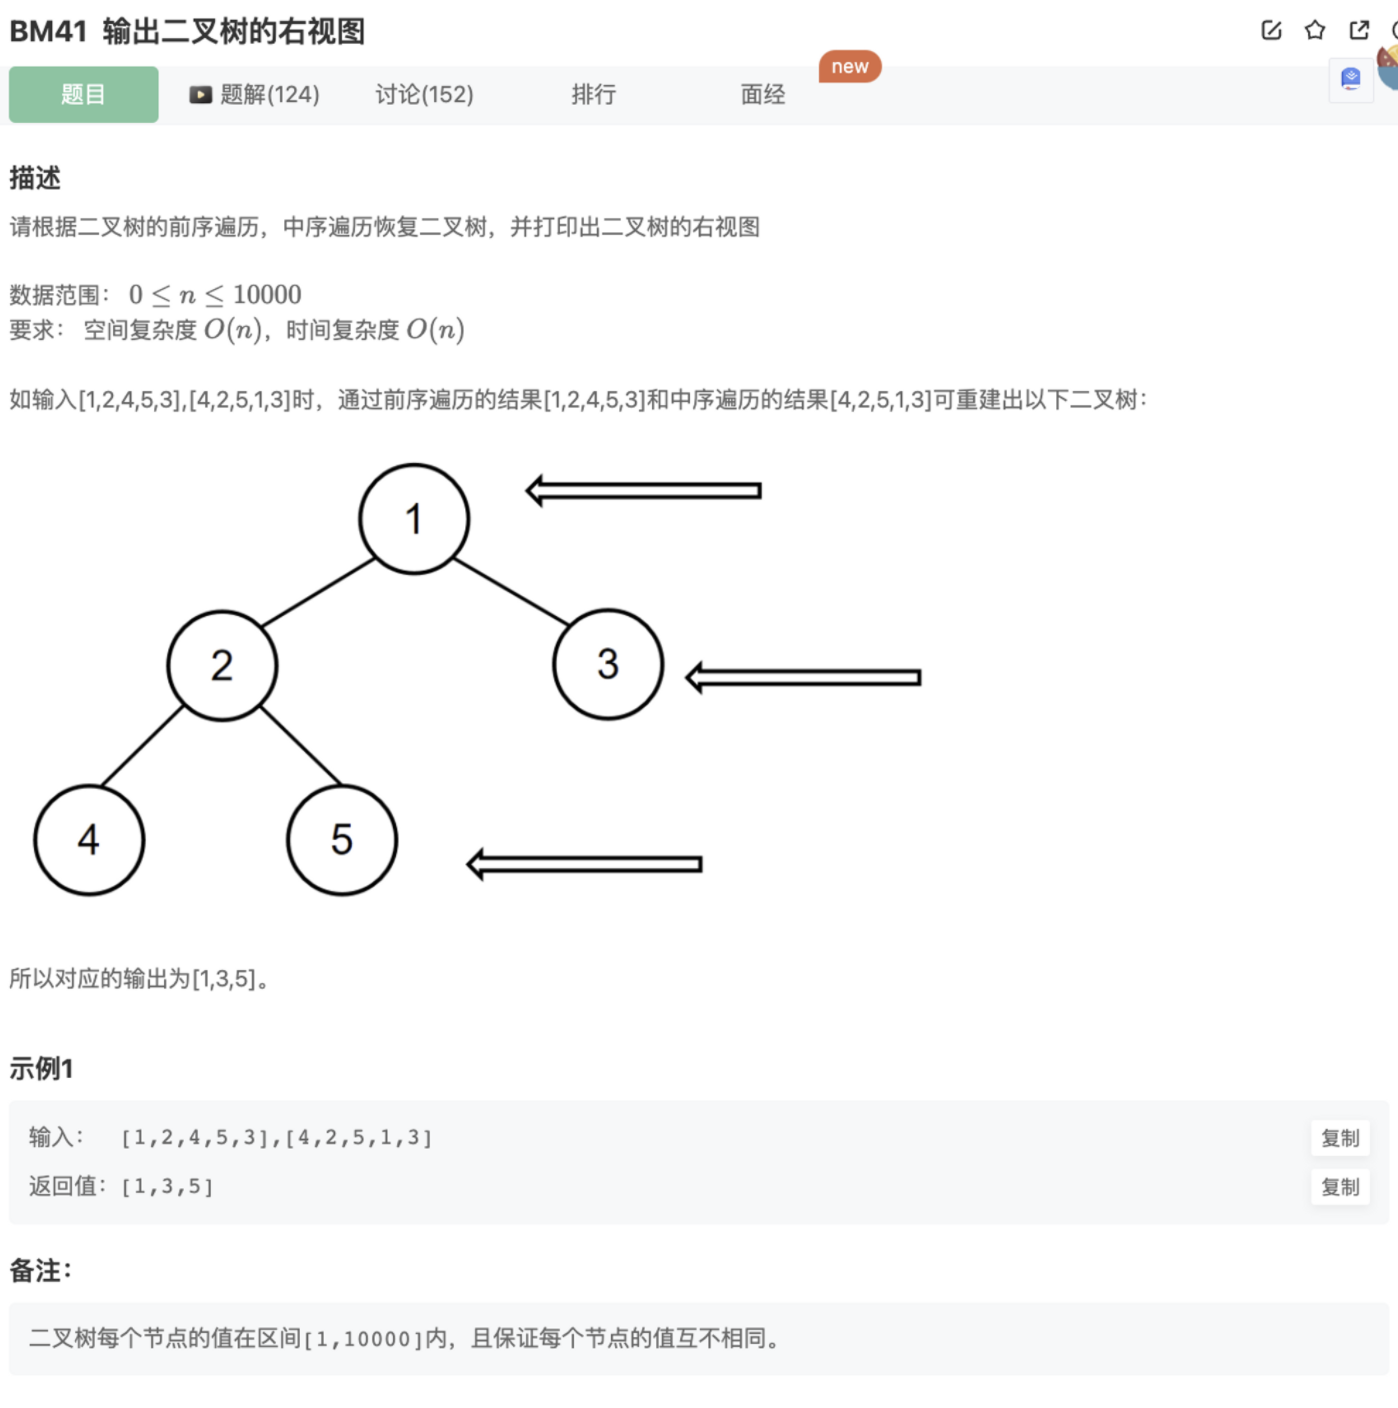 BM41 输出二叉树的右视图
new
题目 题解(124) 讨论(152) 排行 面经
描述
请根据二叉树的前序遍历，中序遍历恢复二叉树，并打印出二叉树的右视图
数据范围： 0 ≤ n ≤ 10000
要求： 空间复杂度 O(n)，时间复杂度 O(n)
如输入[1,2,4,5,3],[4,2,5,1,3]时，通过前序遍历的结果[1,2,4,5,3]和中序遍历的结果[4,2,5,1,3]可重建出以下二叉树：
1
2 3
4 5
所以对应的输出为[1,3,5]。
示例1
输入： [1,2,4,5,3],[4,2,5,1,3] 复制
返回值：[1,3,5] 复制
备注：
二叉树每个节点的值在区间[1,10000]内，且保证每个节点的值互不相同。